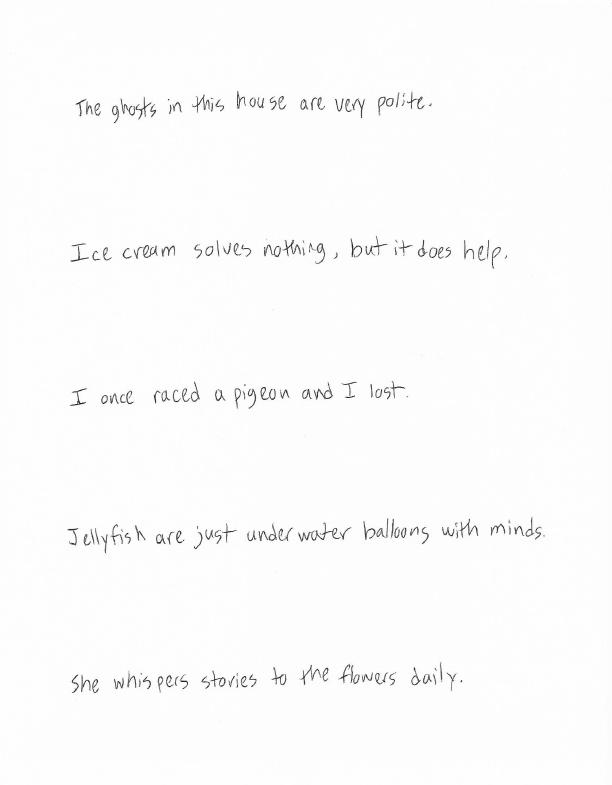 The ghosts in this house are very polite.
Ice cream solves nothing, but it does help.
I once raced a pigeon and I lost.
Jellyfish are just underwater balloons with minds.
She whispers stories to the flowers daily.